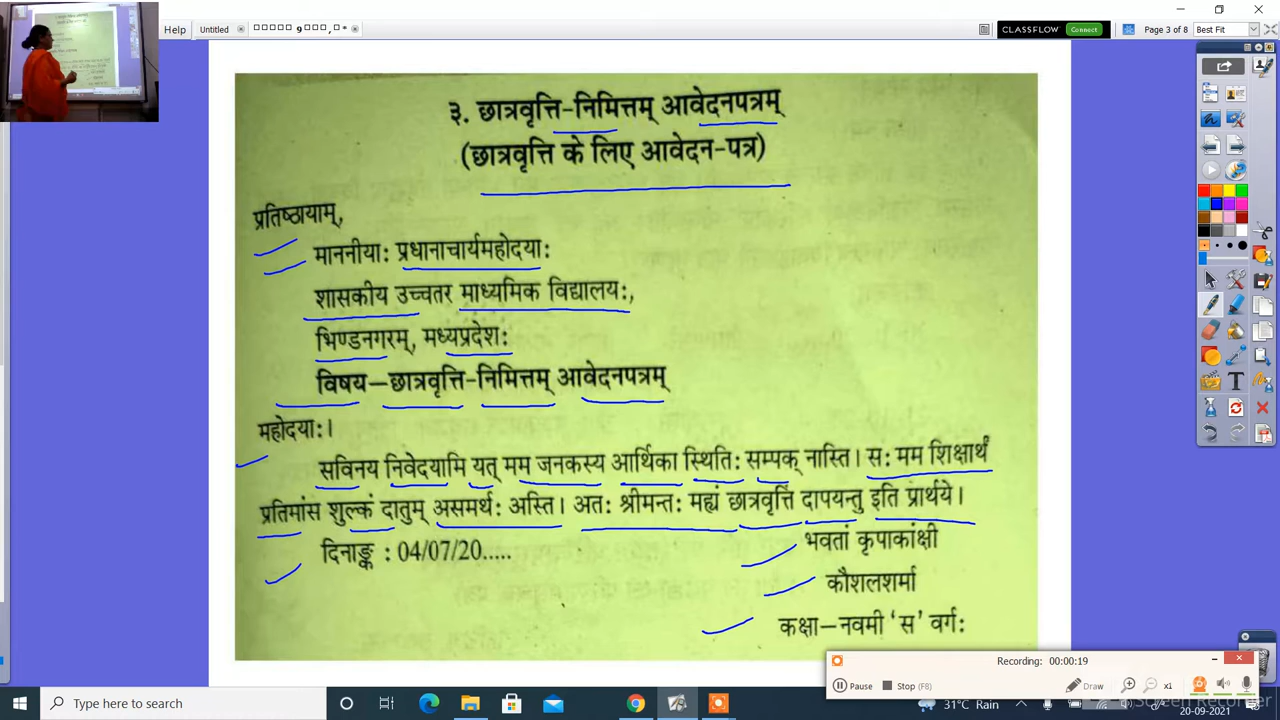 Help
Untitled
CLASSFLOW
Connect
Page 3 of 8
Best Fit
३. छात्रवृत्ति-निमित्तम् आवेदनपत्रम्
(छात्रवृत्ति के लिए आवेदन-पत्र)
प्रतिष्ठायाम्,
माननीया: प्रधानाचार्यमहोदया:
शासकीय उच्चतर माध्यमिक विद्यालय:,
भिण्डनगरम्, मध्यप्रदेश:
विषय–छात्रवृत्ति-निमित्तम् आवेदनपत्रम्
महोदया:।
सविनय निवेदयामि यत् मम जनकस्य आर्थिका स्थिति: सम्पक् नास्ति। स: मम शिक्षार्थं
प्रतिमांस शुल्कं दातुम् असमर्थ: अस्ति। अत: श्रीमन्त: मह्यं छात्रवृत्तिं दापयन्तु इति प्रार्थये।
भवतां कृपाकांक्षी
दिनाङ्क : 04/07/20.....
कौशलशर्मा
कक्षा–नवमी ‘स’ वर्ग:
Recording: 00:00:19
Pause
Stop (F8)
Draw
x1
Type here to search
31°C Rain
20-09-2021